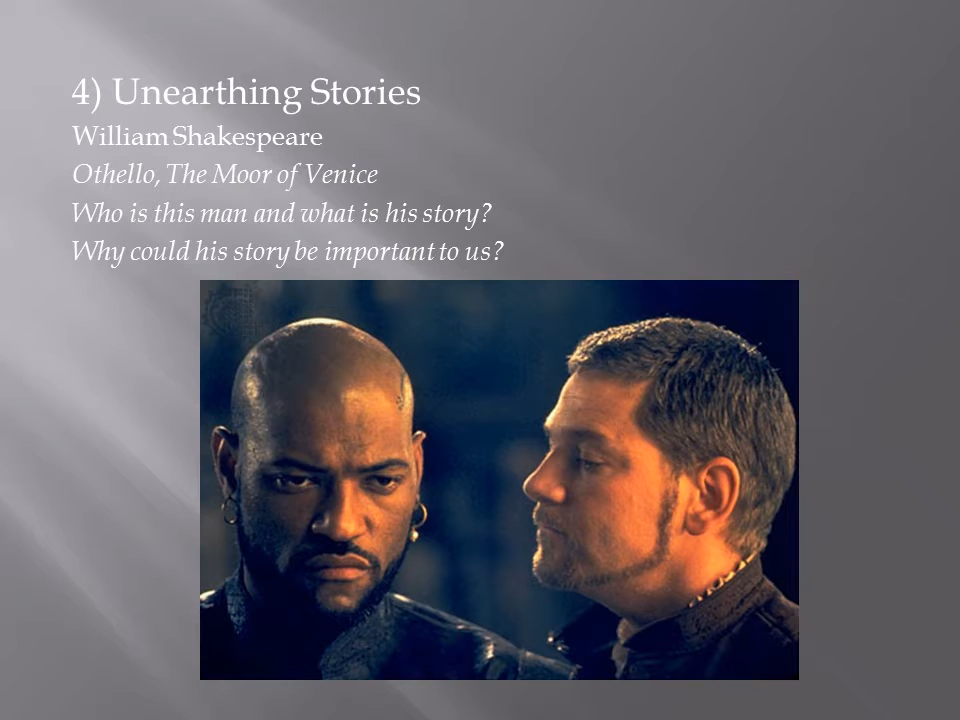 4) Unearthing Stories
William Shakespeare
Othello, The Moor of Venice
Who is this man and what is his story?
Why could his story be important to us?